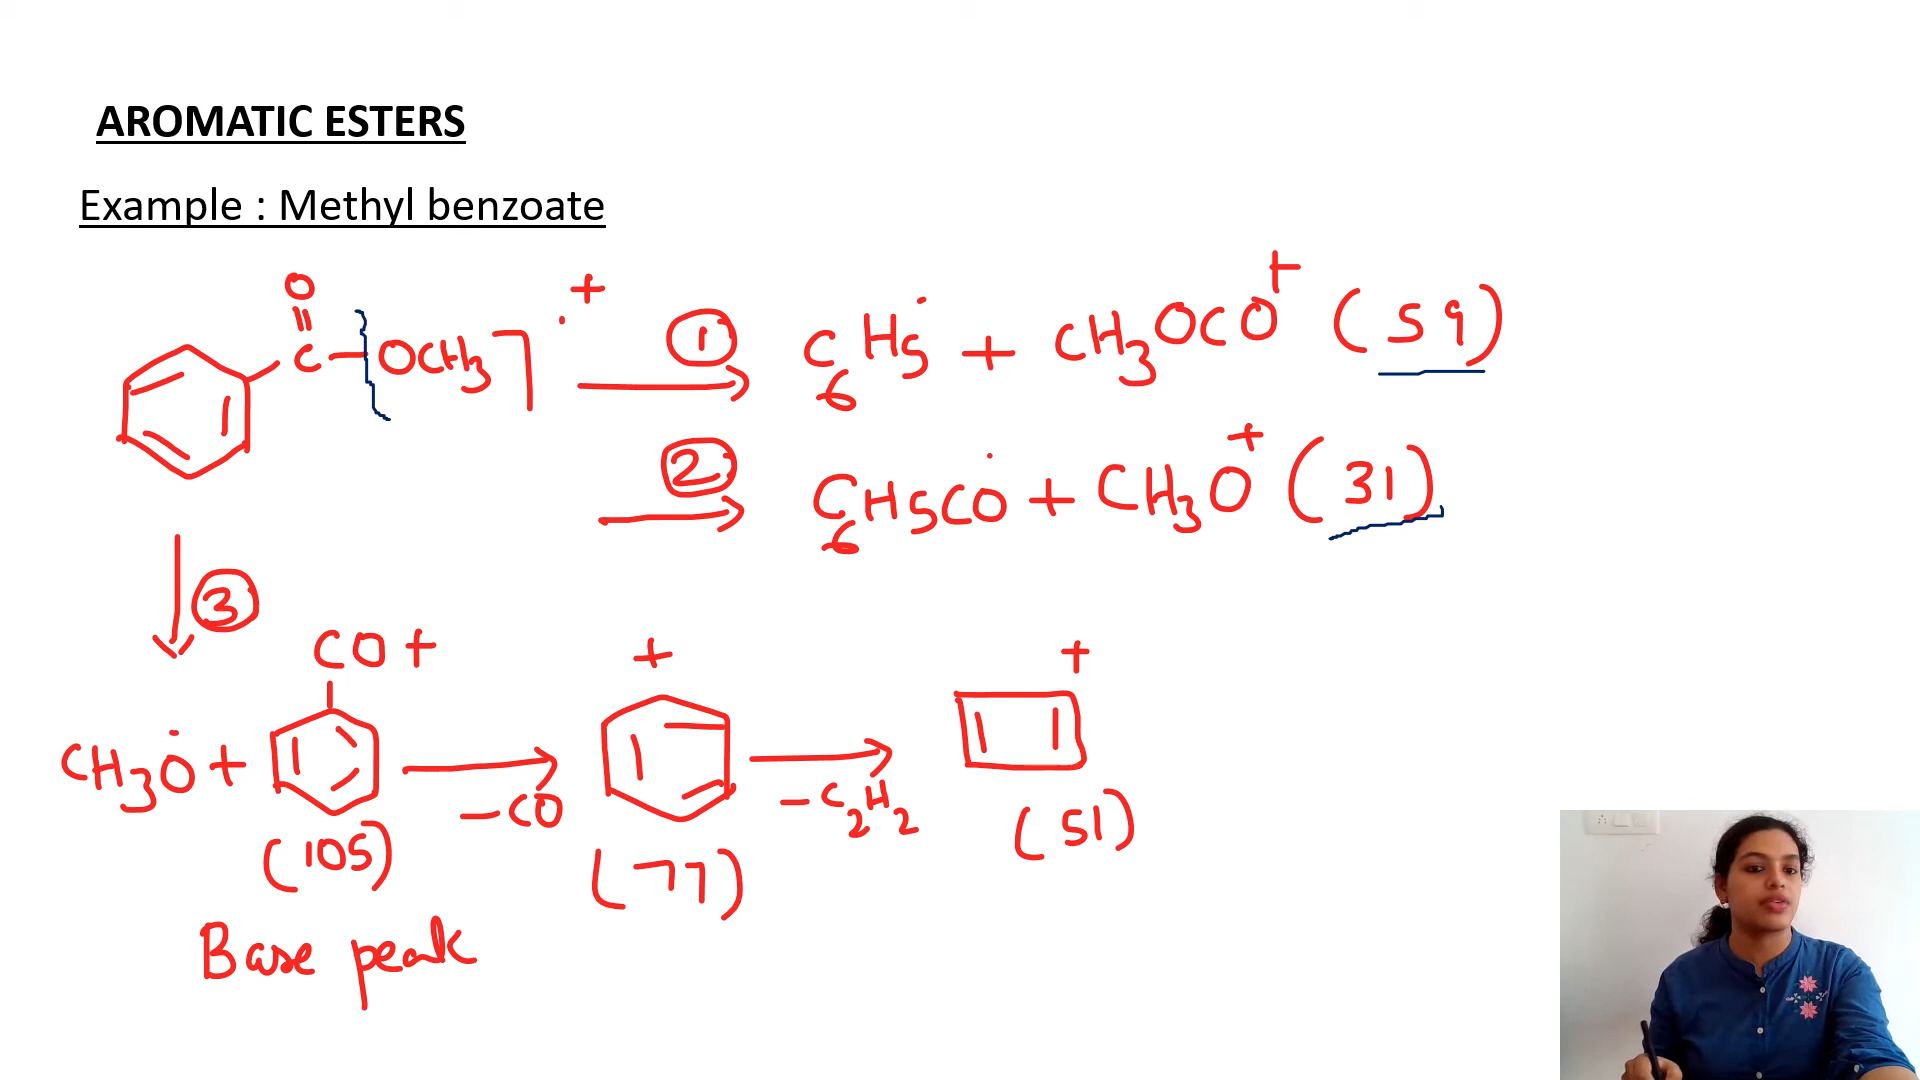 AROMATIC ESTERS
Example : Methyl benzoate
O
||
C - OCH3 ⌉ .+
① C6H5· + CH3OCO+ (59)
② C6H5CO· + CH3O+ (31)
③
CO+
CH3O· +
(105)
Base peak
-CO
+
(77)
-C2H2
+
(51)